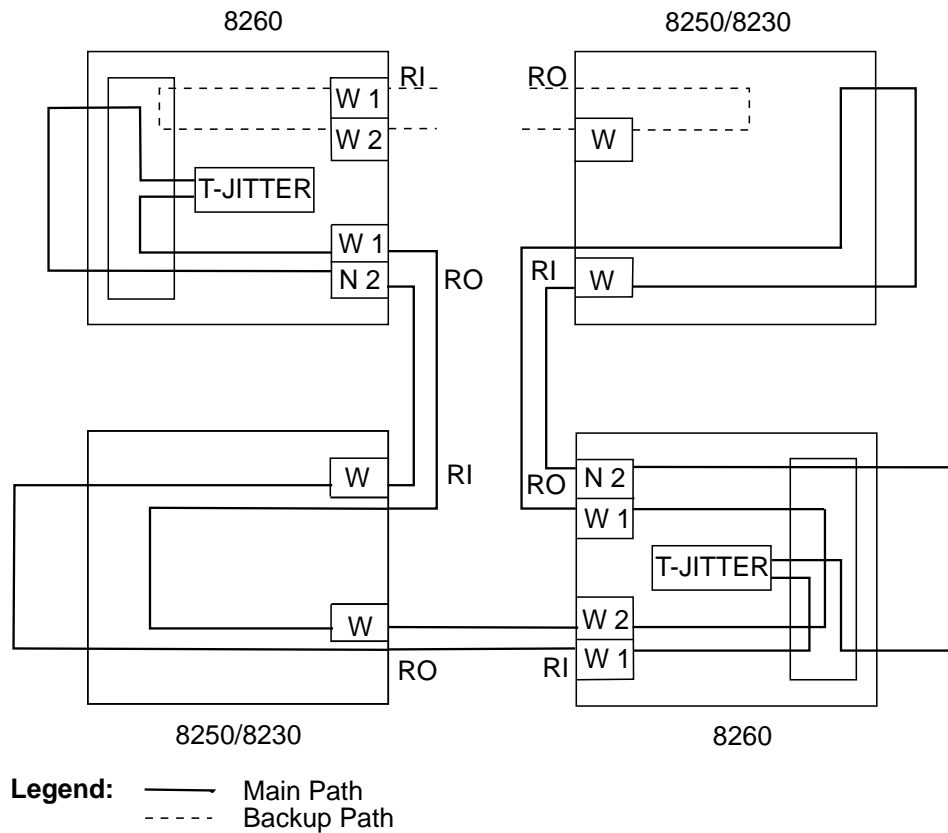 8260
8250/8230
RI
RO
W 1
W 2
W
T-JITTER
W 1
N 2
RO
RI
W
W
RI
W
RO
RI
N 2
RO
W 1
T-JITTER
W 2
W 1
8250/8230
8260
Legend:
Main Path
Backup Path